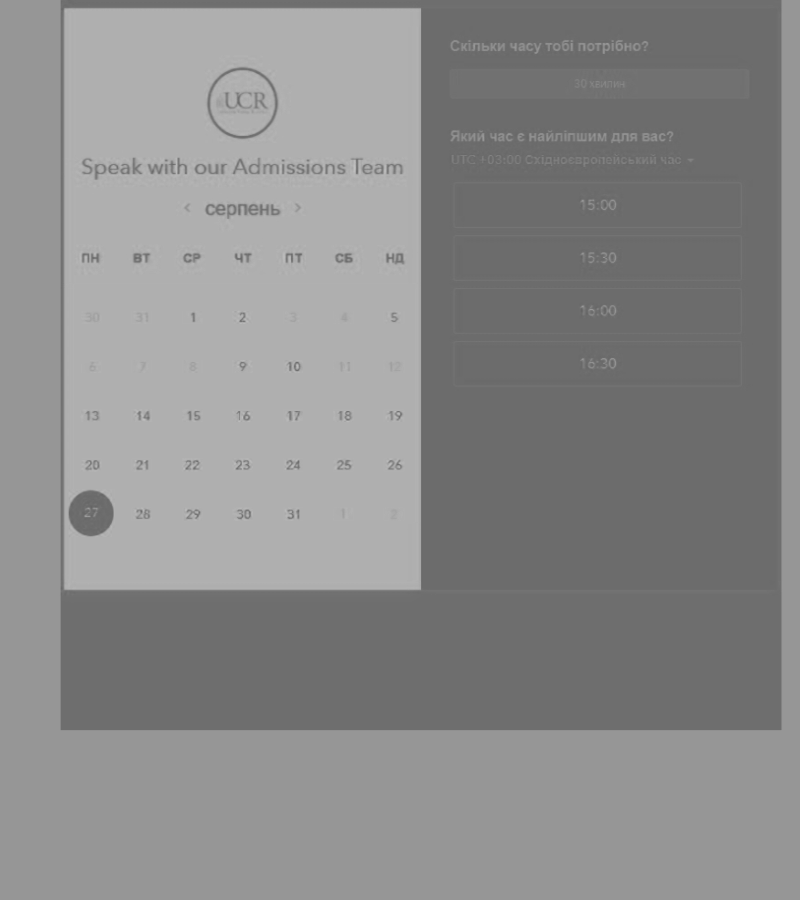 UCR
Speak with our Admissions Team
< серпень >
ПН ВТ СР ЧТ ПТ СБ НД
30 31 1 2 3 4 5
6 7 8 9 10 11 12
13 14 15 16 17 18 19
20 21 22 23 24 25 26
27 28 29 30 31 1 2
Скільки часу тобі потрібно?
30 хвилин
Який час є найліпшим для вас?
UTC +03:00 Східноєвропейський час
15:00
15:30
16:00
16:30